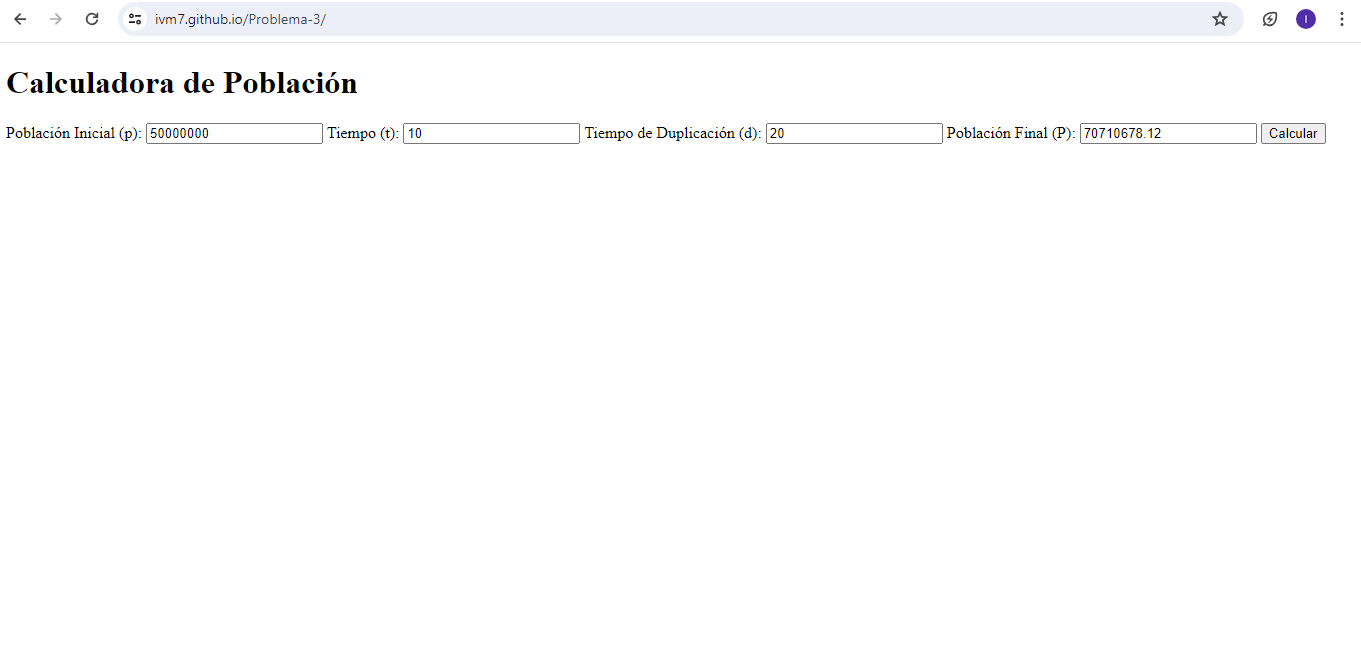 ivm7.github.io/Problema-3/
I
Calculadora de Población
Población Inicial (p): 50000000 Tiempo (t): 10 Tiempo de Duplicación (d): 20 Población Final (P): 70710678.12 Calcular